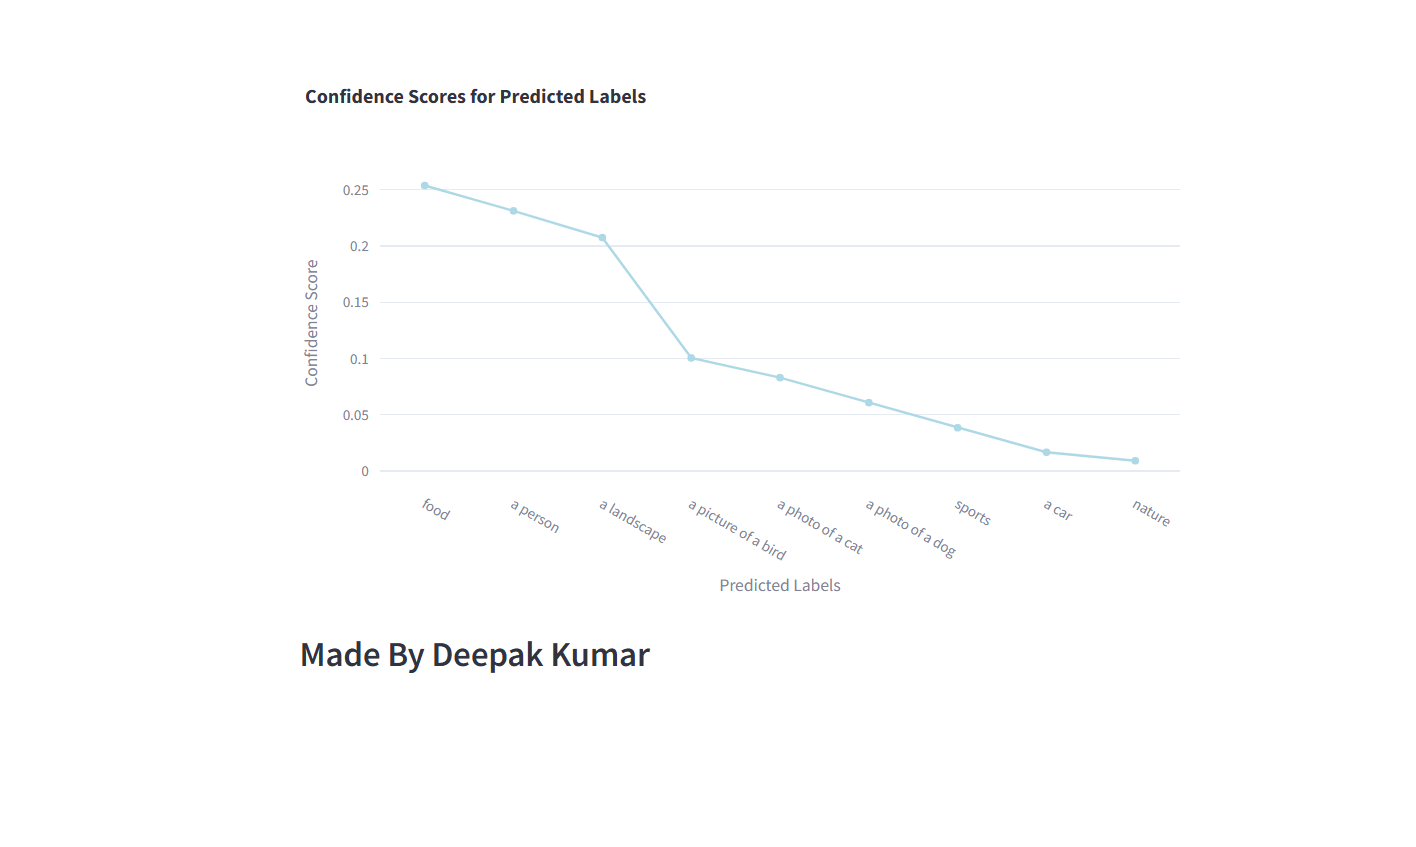 Confidence Scores for Predicted Labels
0.25
0.2
0.15
0.1
0.05
0
Confidence Score
food
a person
a landscape
a picture of a bird
a photo of a cat
a photo of a dog
sports
a car
nature
Predicted Labels
Made By Deepak Kumar